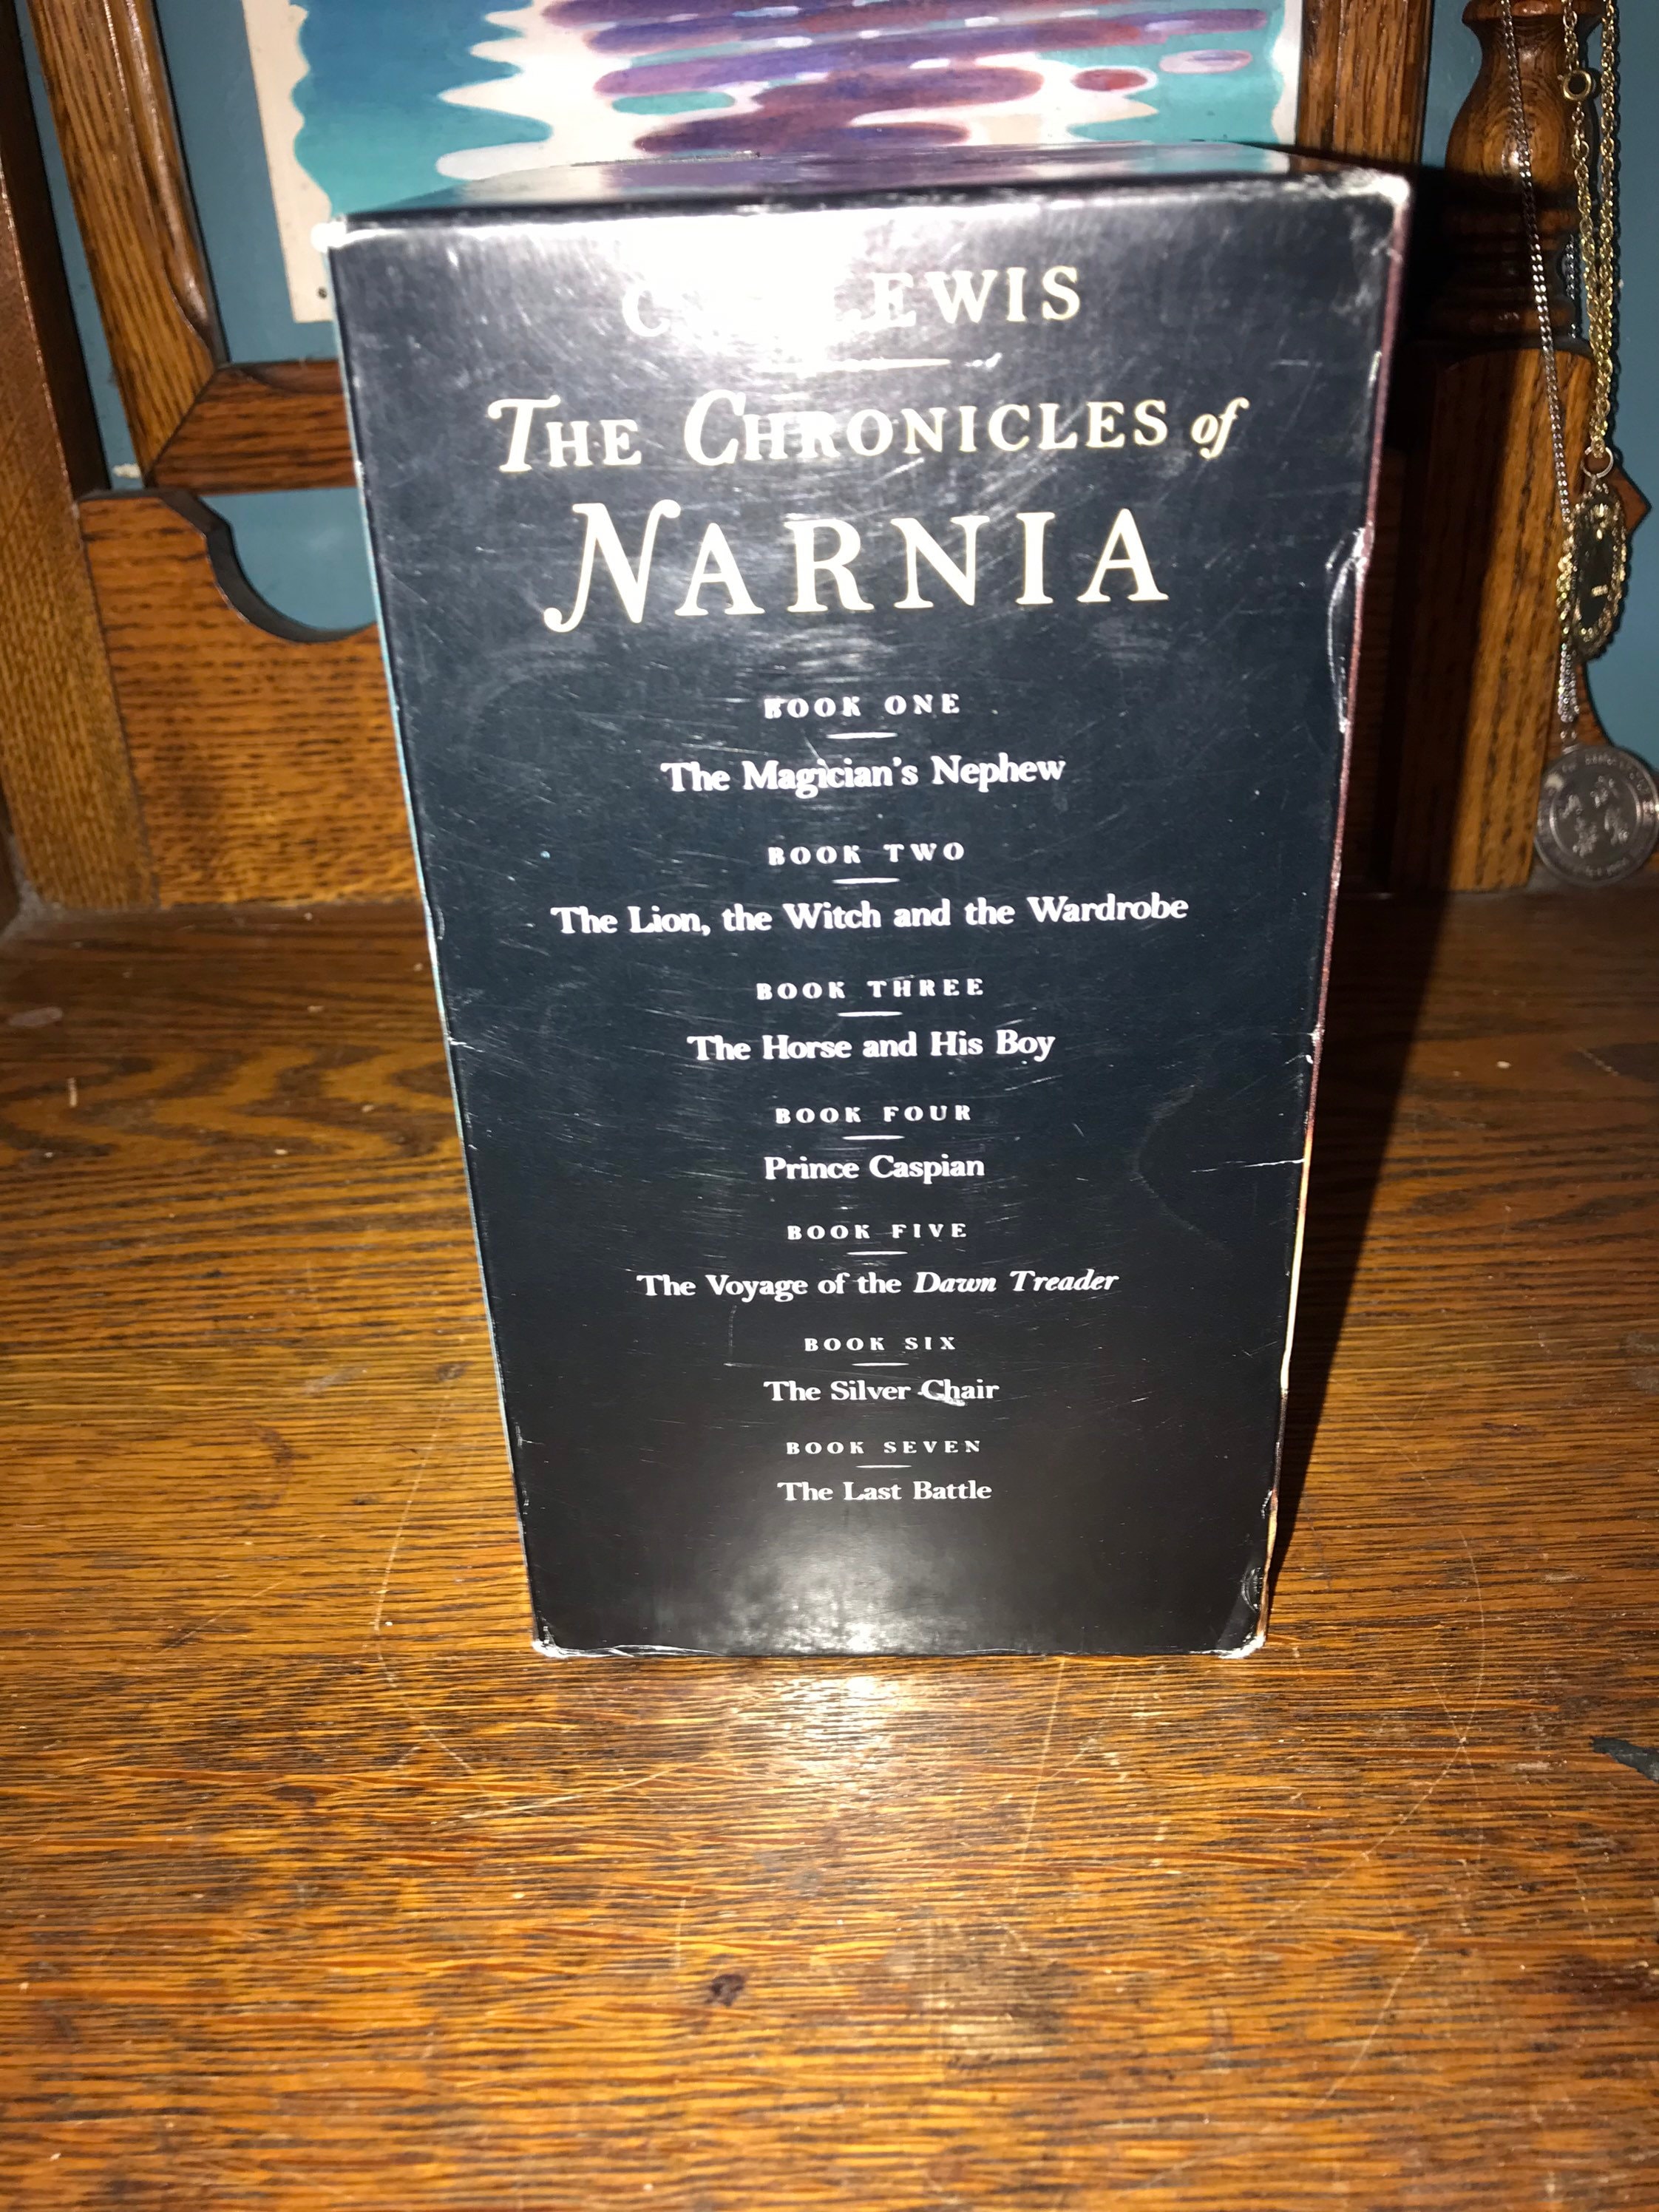 LEWIS
THE CHRONICLES of
NARNIA
BOOK ONE
The Magician's Nephew
BOOK TWO
The Lion, the Witch and the Wardrobe
BOOK THREE
The Horse and His Boy
BOOK FOUR
Prince Caspian
BOOK FIVE
The Voyage of the Dawn Treader
BOOK SIX
The Silver Chair
BOOK SEVEN
The Last Battle